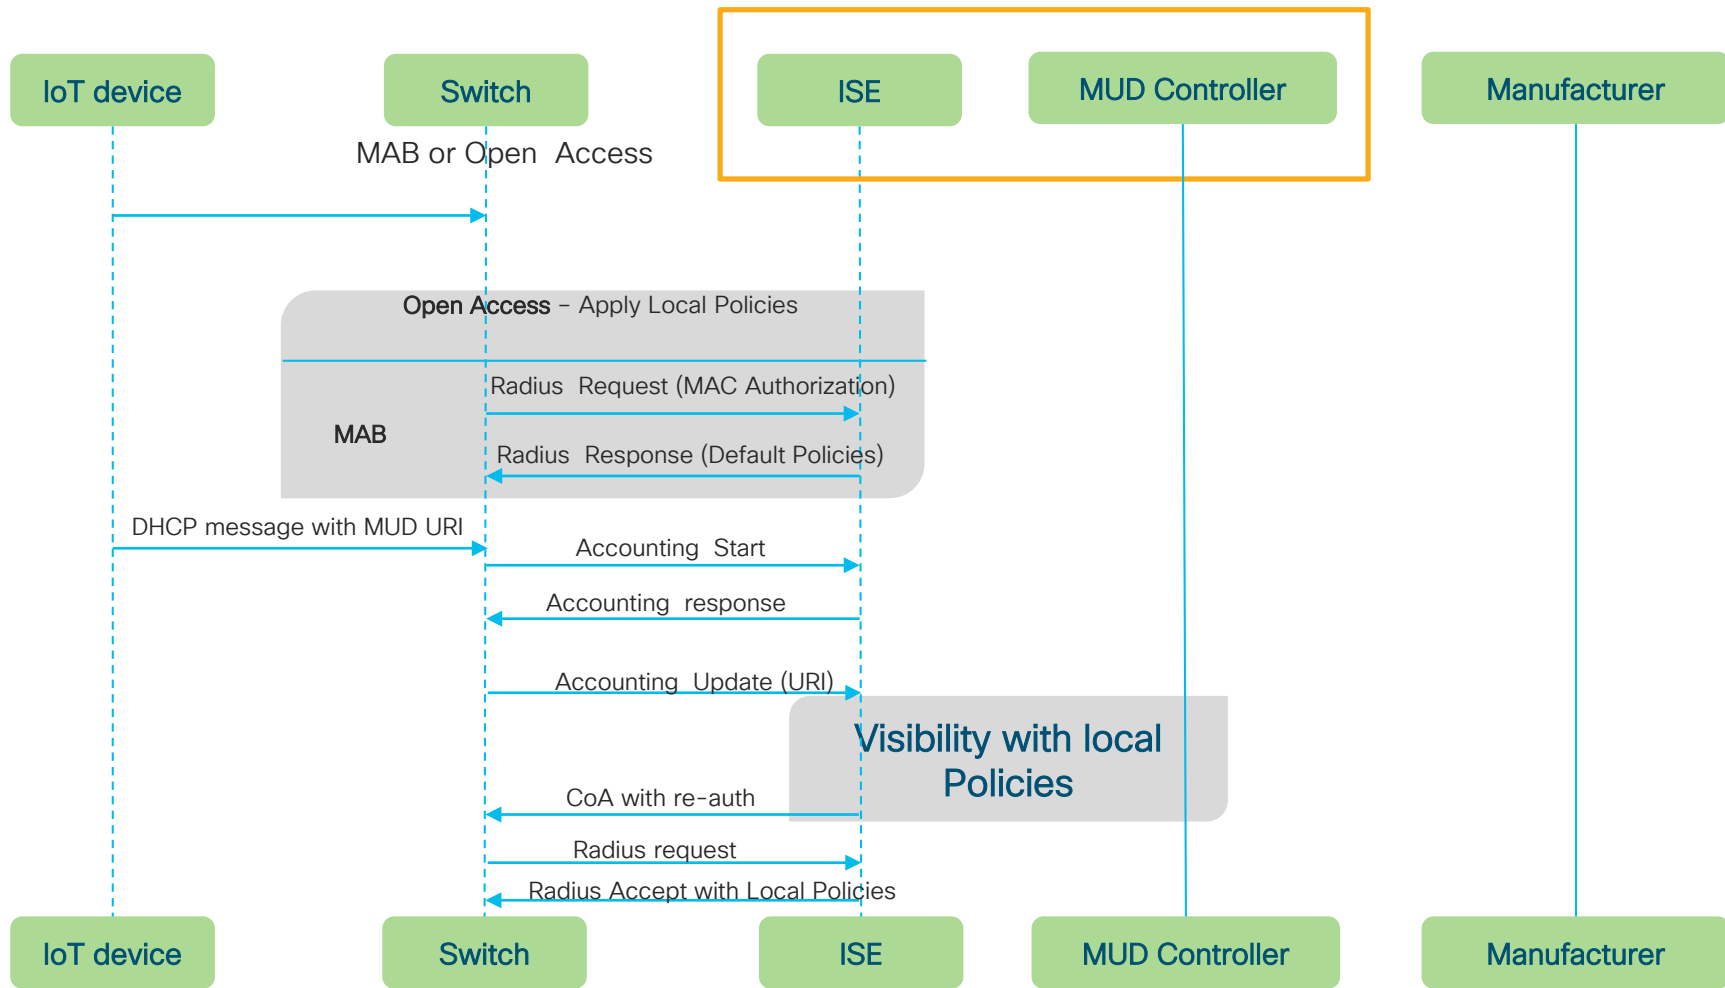 IoT device
Switch
ISE
MUD Controller
Manufacturer
MAB or Open Access
Open Access - Apply Local Policies
Radius Request (MAC Authorization)
MAB
Radius Response (Default Policies)
DHCP message with MUD URI
Accounting Start
Accounting response
Accounting Update (URI)
Visibility with local
Policies
CoA with re-auth
Radius request
Radius Accept with Local Policies
IoT device
Switch
ISE
MUD Controller
Manufacturer